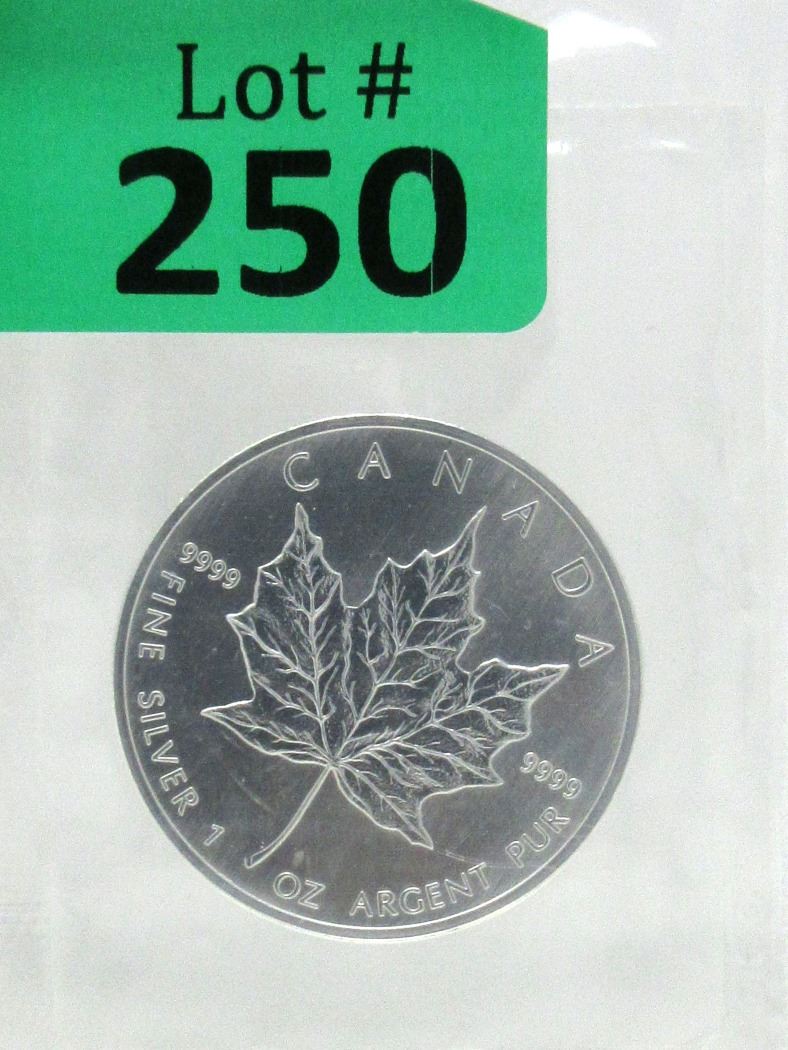 Lot #
250
CANADA
9999
FINE SILVER 1 OZ ARGENT PUR
9999